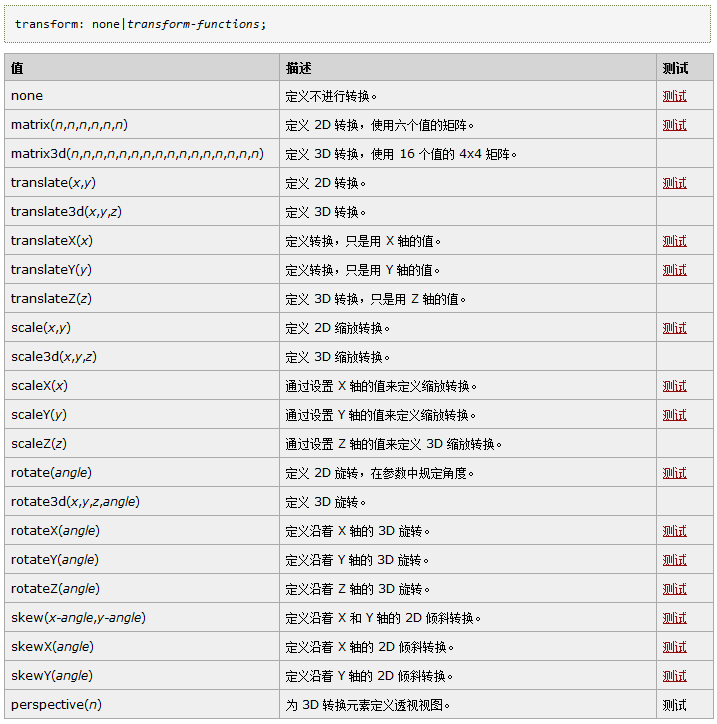 transform: none|transform-functions;
值 描述 测试
none 定义不进行转换。 测试
matrix(n,n,n,n,n,n) 定义 2D 转换，使用六个值的矩阵。 测试
matrix3d(n,n,n,n,n,n,n,n,n,n,n,n,n,n,n,n) 定义 3D 转换，使用 16 个值的 4x4 矩阵。
translate(x,y) 定义 2D 转换。 测试
translate3d(x,y,z) 定义 3D 转换。
translateX(x) 定义转换，只是用 X 轴的值。 测试
translateY(y) 定义转换，只是用 Y 轴的值。 测试
translateZ(z) 定义 3D 转换，只是用 Z 轴的值。
scale(x,y) 定义 2D 缩放转换。 测试
scale3d(x,y,z) 定义 3D 缩放转换。
scaleX(x) 通过设置 X 轴的值来定义缩放转换。 测试
scaleY(y) 通过设置 Y 轴的值来定义缩放转换。 测试
scaleZ(z) 通过设置 Z 轴的值来定义 3D 缩放转换。
rotate(angle) 定义 2D 旋转，在参数中规定角度。 测试
rotate3d(x,y,z,angle) 定义 3D 旋转。
rotateX(angle) 定义沿着 X 轴的 3D 旋转。 测试
rotateY(angle) 定义沿着 Y 轴的 3D 旋转。 测试
rotateZ(angle) 定义沿着 Z 轴的 3D 旋转。 测试
skew(x-angle,y-angle) 定义沿着 X 和 Y 轴的 2D 倾斜转换。 测试
skewX(angle) 定义沿着 X 轴的 2D 倾斜转换。 测试
skewY(angle) 定义沿着 Y 轴的 2D 倾斜转换。 测试
perspective(n) 为 3D 转换元素定义透视视图。 测试